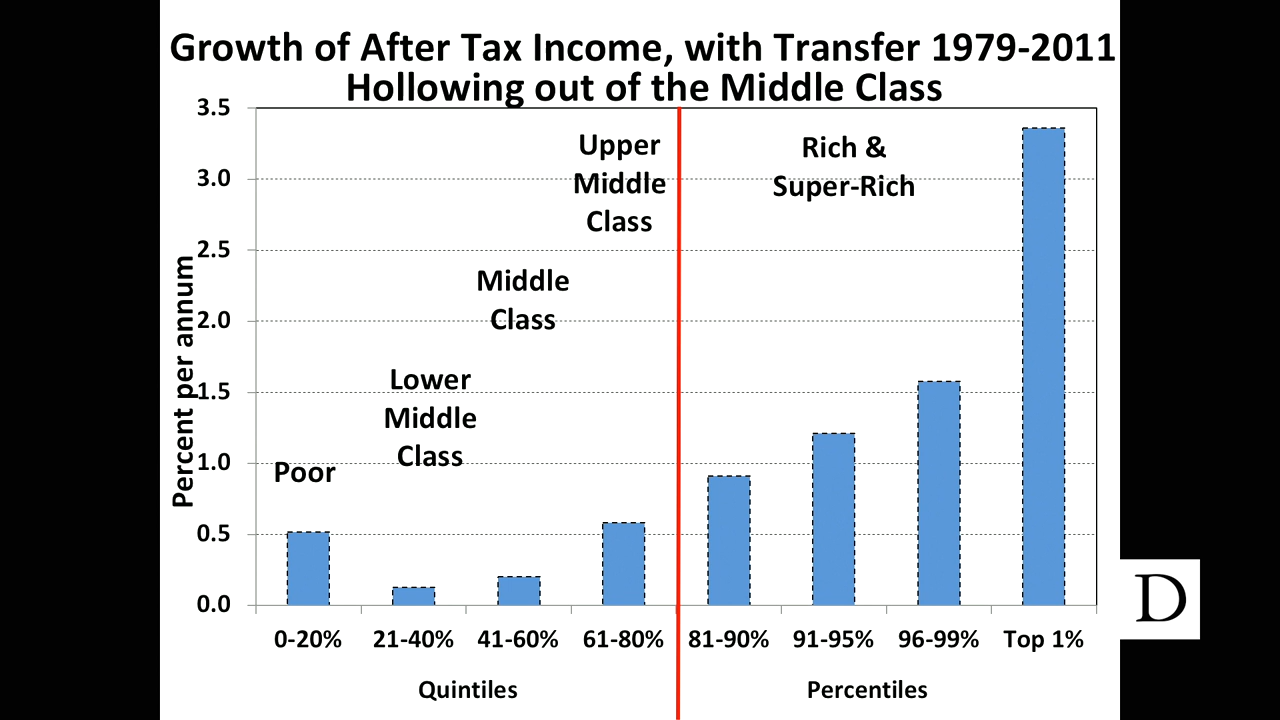 Growth of After Tax Income, with Transfer 1979-2011
Hollowing out of the Middle Class
Percent per annum
3.5
3.0
2.5
2.0
1.5
1.0
0.5
0.0
Poor
Lower
Middle
Class
Middle
Class
Upper
Middle
Class
Rich &
Super-Rich
0-20% 21-40% 41-60% 61-80% 81-90% 91-95% 96-99% Top 1%
Quintiles Percentiles
D